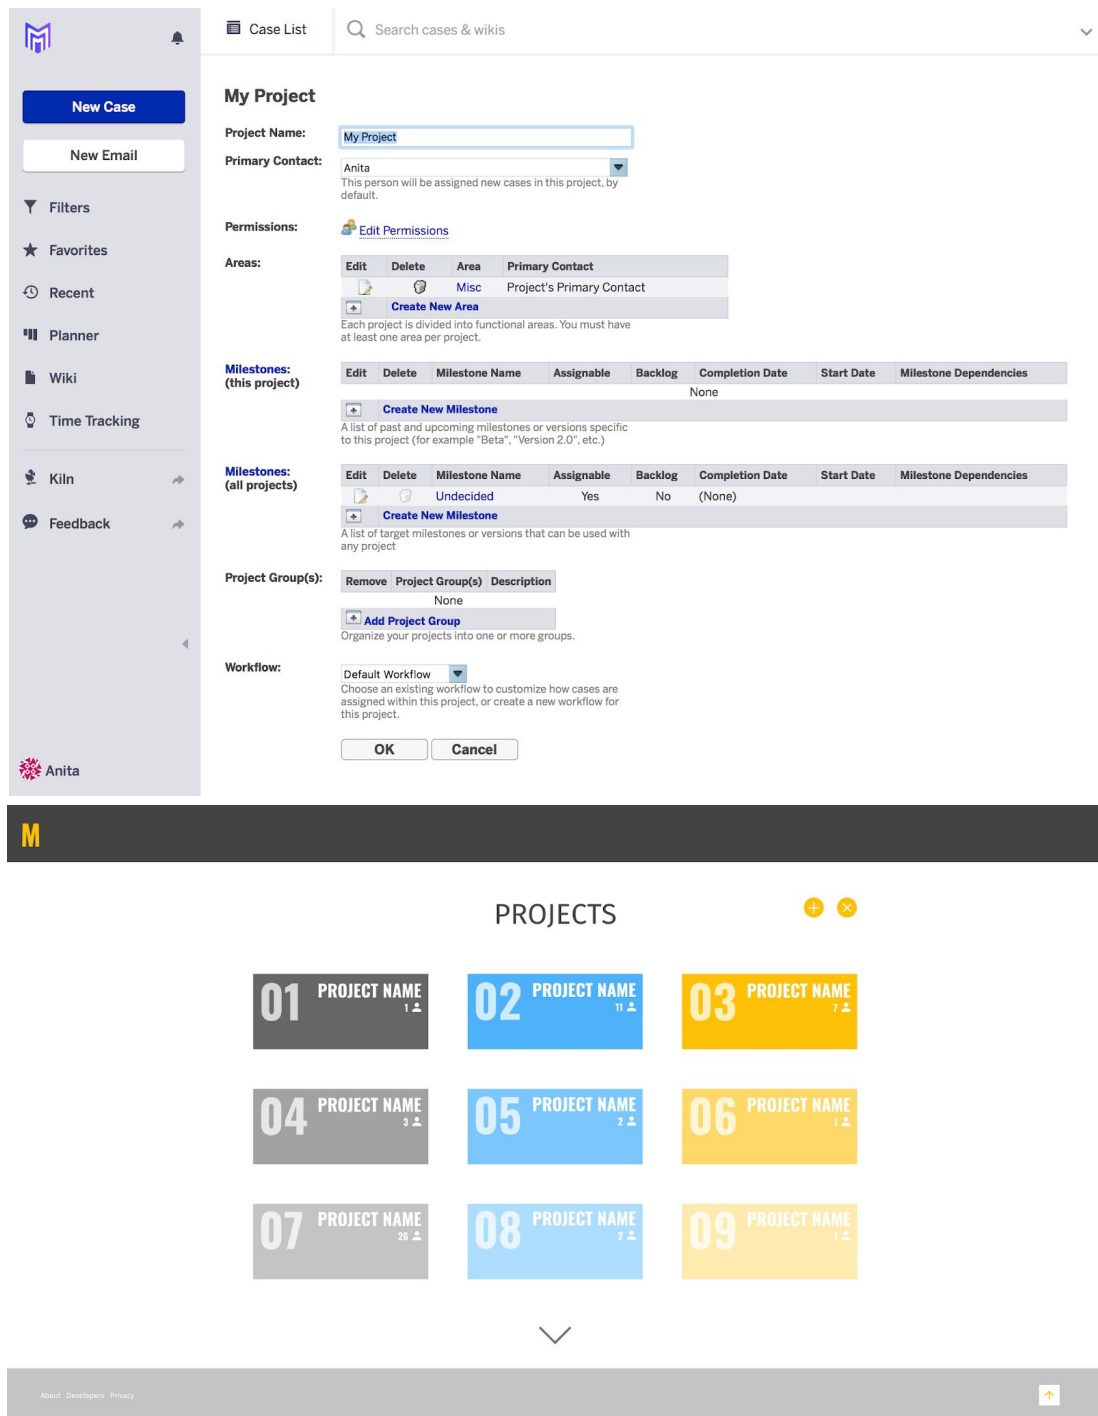 Case List
Search cases & wikis
New Case
New Email
Filters
Favorites
Recent
Planner
Wiki
Time Tracking
Kiln
Feedback
Anita
My Project
Project Name: My Project
Primary Contact: Anita
This person will be assigned new cases in this project, by
default.
Permissions: Edit Permissions
Areas: Edit Delete Area Primary Contact
Misc Project's Primary Contact
Create New Area
Each project is divided into functional areas. You must have
at least one area per project.
Milestones: Edit Delete Milestone Name Assignable Backlog Completion Date Start Date Milestone Dependencies
(this project)
None
Create New Milestone
A list of past and upcoming milestones or versions specific
to this project (for example "Beta", "Version 2.0", etc.)
Milestones: Edit Delete Milestone Name Assignable Backlog Completion Date Start Date Milestone Dependencies
(all projects)
Undecided Yes No (None)
Create New Milestone
A list of target milestones or versions that can be used with
any project
Project Group(s): Remove Project Group(s) Description
None
Add Project Group
Organize your projects into one or more groups.
Workflow: Default Workflow
Choose an existing workflow to customize how cases are
assigned within this project, or create a new workflow for
this project.
OK Cancel
M
PROJECTS
01 PROJECT NAME
1
02 PROJECT NAME
11
03 PROJECT NAME
7
04 PROJECT NAME
3
05 PROJECT NAME
2
06 PROJECT NAME
1
07 PROJECT NAME
26
08 PROJECT NAME
2
09 PROJECT NAME
1
About Developers Privacy